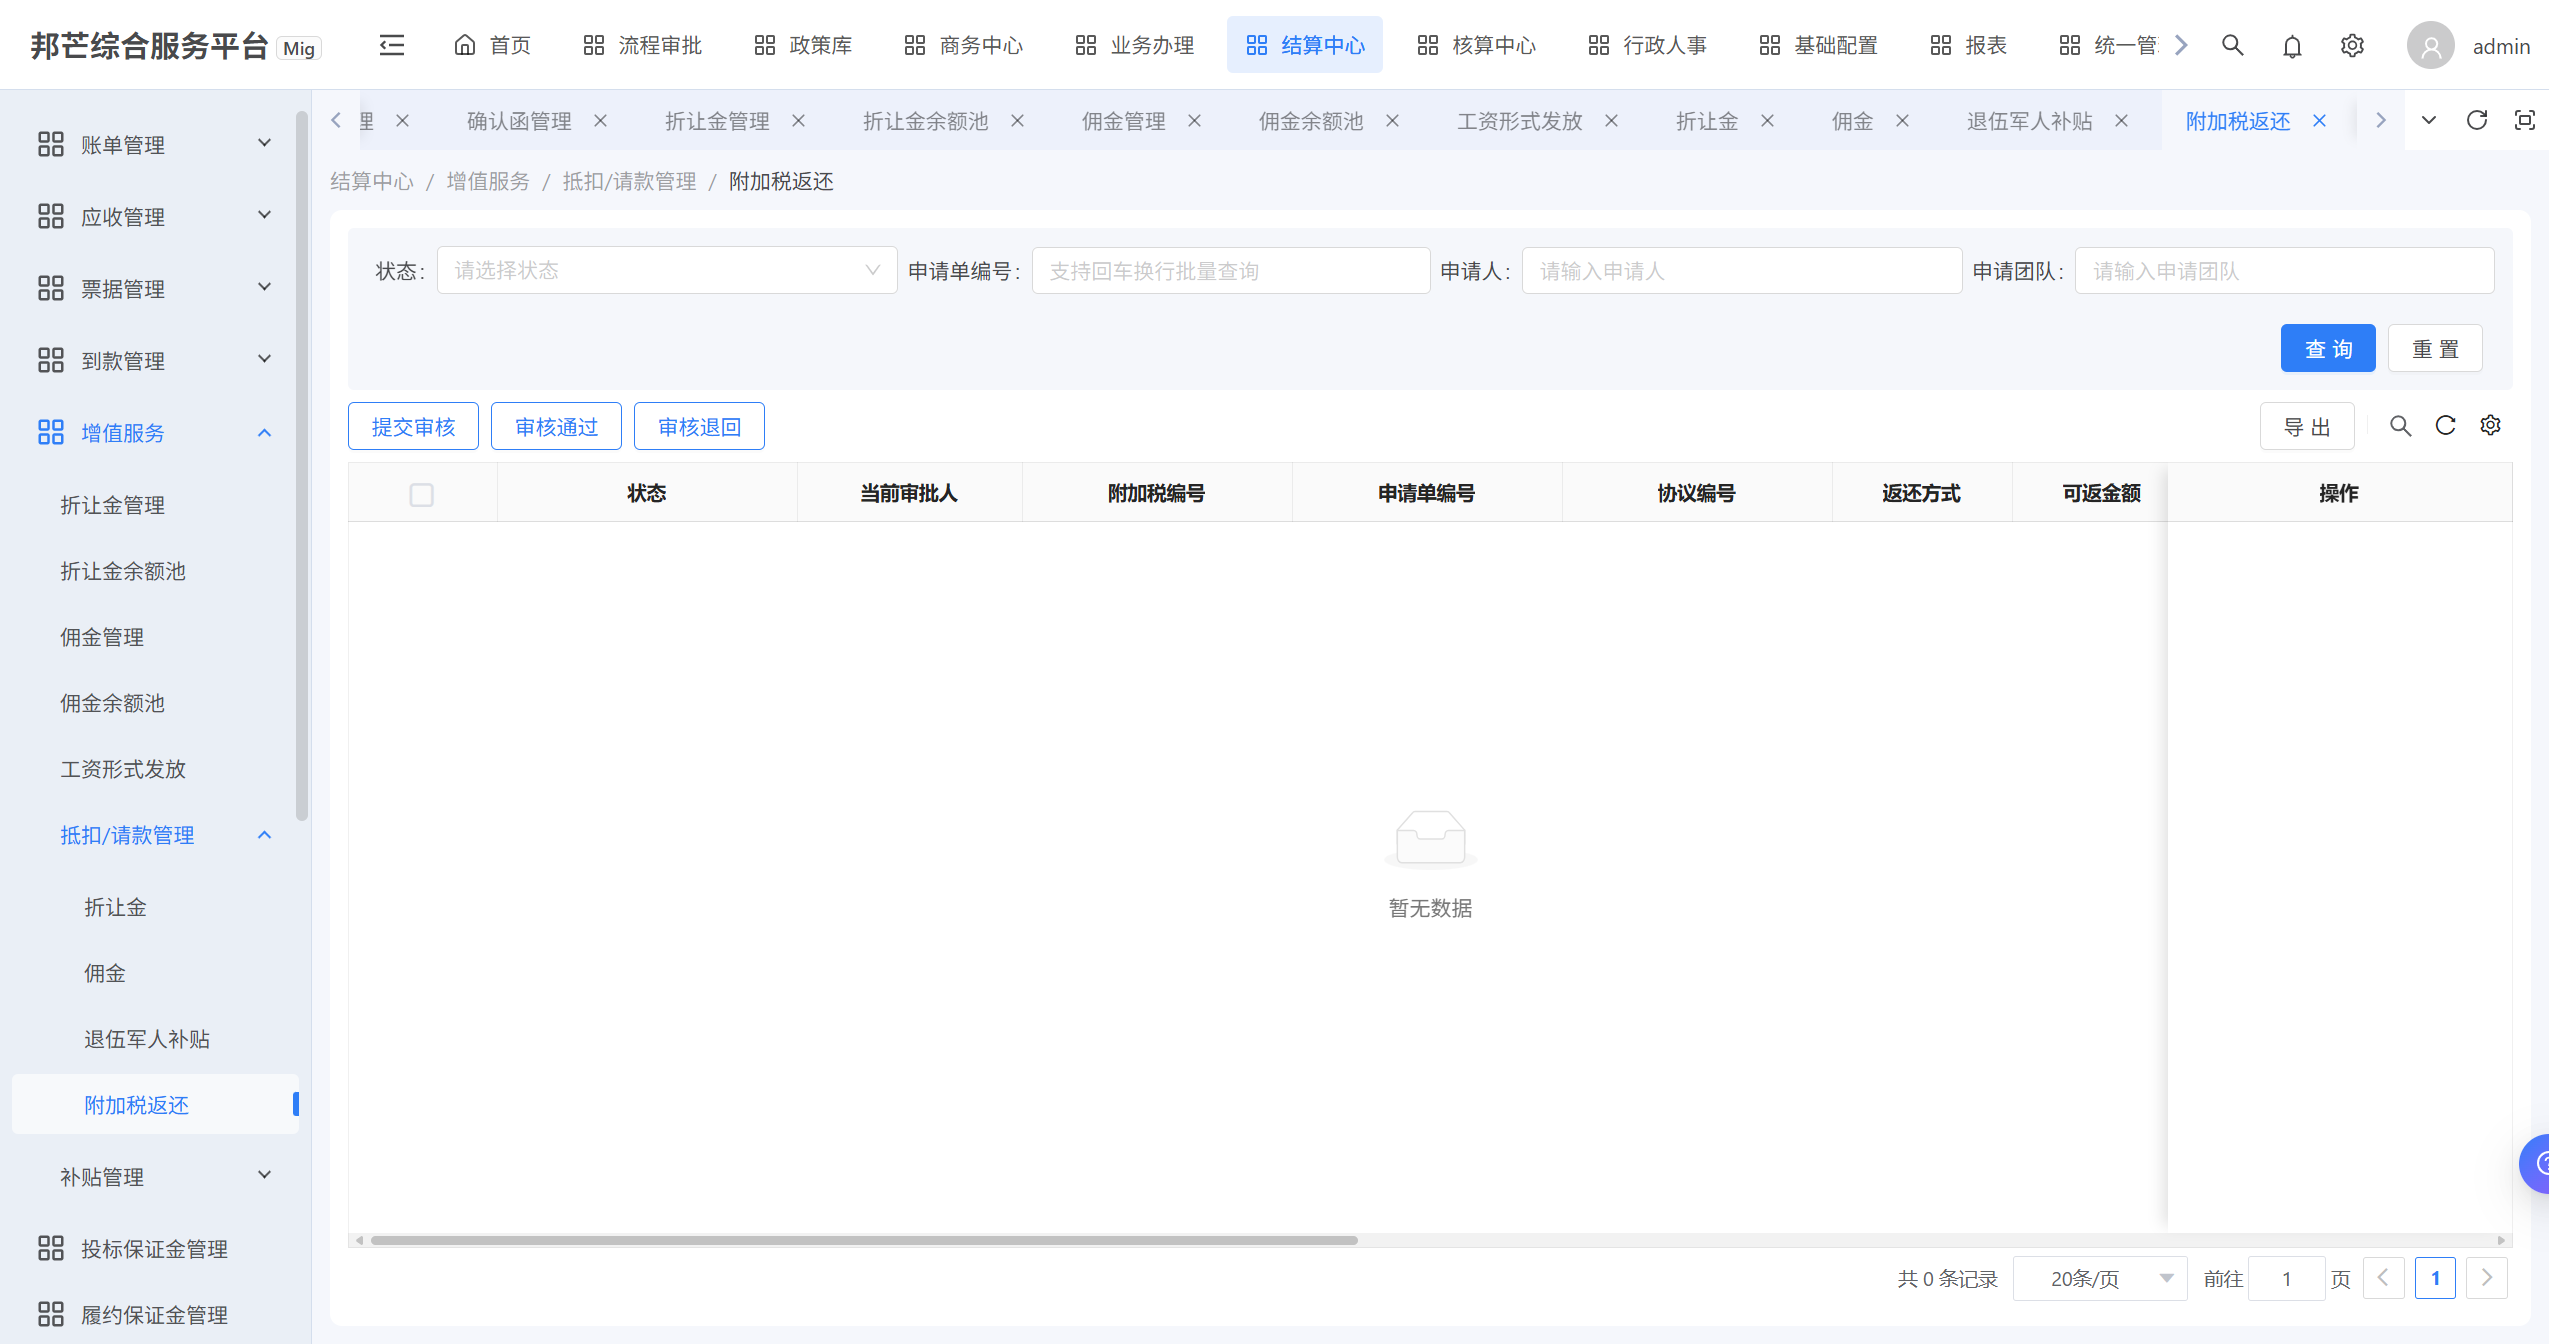 邦芒综合服务平台 Mig 首页 流程审批 政策库 商务中心 业务办理 结算中心 核算中心 行政人事 基础配置 报表 统一管 admin
理 确认函管理 折让金管理 折让金余额池 佣金管理 佣金余额池 工资形式发放 折让金 佣金 退伍军人补贴 附加税返还
结算中心 / 增值服务 / 抵扣/请款管理 / 附加税返还
账单管理
应收管理
票据管理
到款管理
增值服务
折让金管理
折让金余额池
佣金管理
佣金余额池
工资形式发放
抵扣/请款管理
折让金
佣金
退伍军人补贴
附加税返还
补贴管理
投标保证金管理
履约保证金管理
状态: 请选择状态 申请单编号: 支持回车换行批量查询 申请人: 请输入申请人 申请团队: 请输入申请团队
查 询 重 置
提交审核 审核通过 审核退回 导 出
状态 当前审批人 附加税编号 申请单编号 协议编号 返还方式 可返金额 操作
暂无数据
共 0 条记录 20条/页 前往 1 页 1